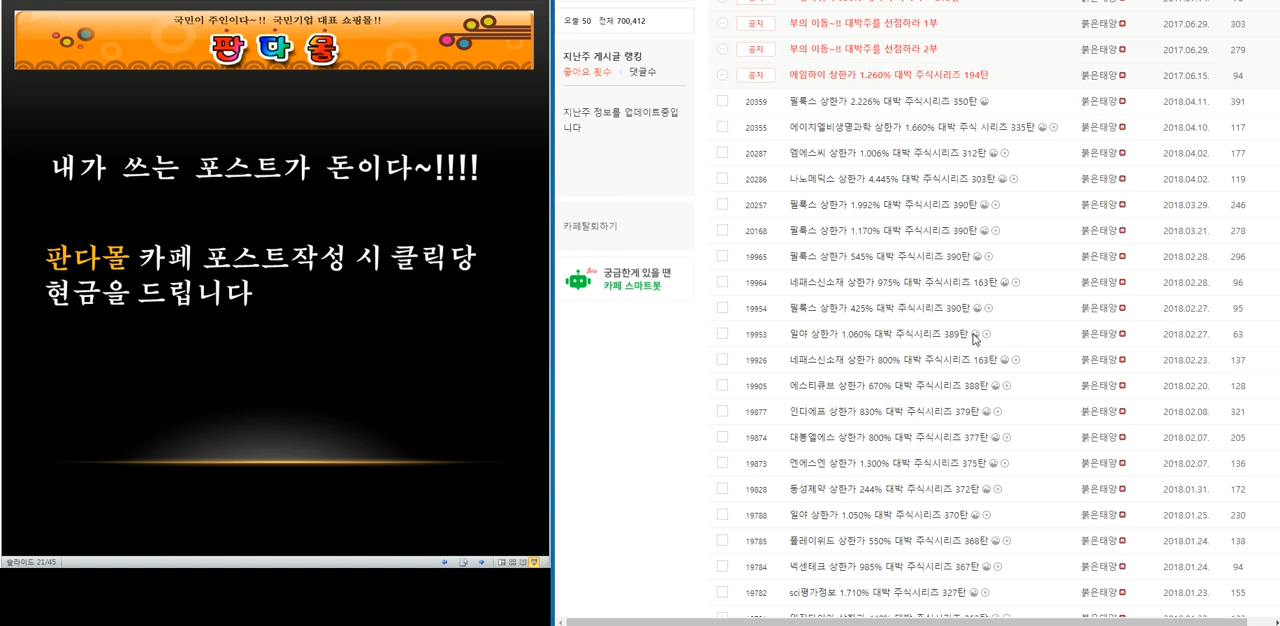 국민이 주인이다~!! 국민기업 대표 쇼핑몰!!
판다몰
내가 쓰는 포스트가 돈이다~!!!!
판다몰 카페 포스트작성 시 클릭당
현금을 드립니다
슬라이드 21/45
오늘 50 전체 700,412
지난주 게시글 랭킹
좋아요 횟수 댓글수
지난주 정보를 업데이트중입
니다
카페탈퇴하기
궁금한게 있을 땐
카페 스마트봇
공지 부의 이동~!! 대박주를 선점하라 1부 붉은태양 2017.06.29. 303
공지 부의 이동~!! 대박주를 선점하라 2부 붉은태양 2017.06.29. 279
공지 에임하이 상한가 1.260% 대박 주식시리즈 194탄 붉은태양 2017.06.15. 94
20359 필룩스 상한가 2.226% 대박 주식시리즈 350탄 붉은태양 2018.04.11. 391
20355 에이치엘비생명과학 상한가 1.660% 대박 주식 시리즈 335탄 붉은태양 2018.04.10. 117
20287 엠에스씨 상한가 1.006% 대박 주식시리즈 312탄 붉은태양 2018.04.02. 177
20286 나노메딕스 상한가 4.445% 대박 주식시리즈 303탄 붉은태양 2018.04.02. 119
20257 필룩스 상한가 1.992% 대박 주식시리즈 390탄 붉은태양 2018.03.29. 246
20168 필룩스 상한가 1.170% 대박 주식시리즈 390탄 붉은태양 2018.03.21. 278
19965 필룩스 상한가 545% 대박 주식시리즈 390탄 붉은태양 2018.02.28. 296
19964 네패스신소재 상한가 975% 대박 주식시리즈 163탄 붉은태양 2018.02.28. 96
19954 필룩스 상한가 425% 대박 주식시리즈 390탄 붉은태양 2018.02.27. 95
19953 일야 상한가 1.060% 대박 주식시리즈 389탄 붉은태양 2018.02.27. 63
19926 네패스신소재 상한가 800% 대박 주식시리즈 163탄 붉은태양 2018.02.23. 137
19905 에스티큐브 상한가 670% 대박 주식시리즈 388탄 붉은태양 2018.02.20. 128
19877 인디에프 상한가 830% 대박 주식시리즈 379탄 붉은태양 2018.02.08. 321
19874 대통엘에스 상한가 800% 대박 주식시리즈 377탄 붉은태양 2018.02.07. 205
19873 엔에스엔 상한가 1.300% 대박 주식시리즈 375탄 붉은태양 2018.02.07. 136
19828 동성제약 상한가 244% 대박 주식시리즈 372탄 붉은태양 2018.01.31. 172
19788 일야 상한가 1.050% 대박 주식시리즈 370탄 붉은태양 2018.01.25. 230
19785 플레이위드 상한가 550% 대박 주식시리즈 368탄 붉은태양 2018.01.24. 138
19784 넉센테크 상한가 985% 대박 주식시리즈 367탄 붉은태양 2018.01.24. 94
19782 sci평가정보 1.710% 대박 주식시리즈 327탄 붉은태양 2018.01.23. 155